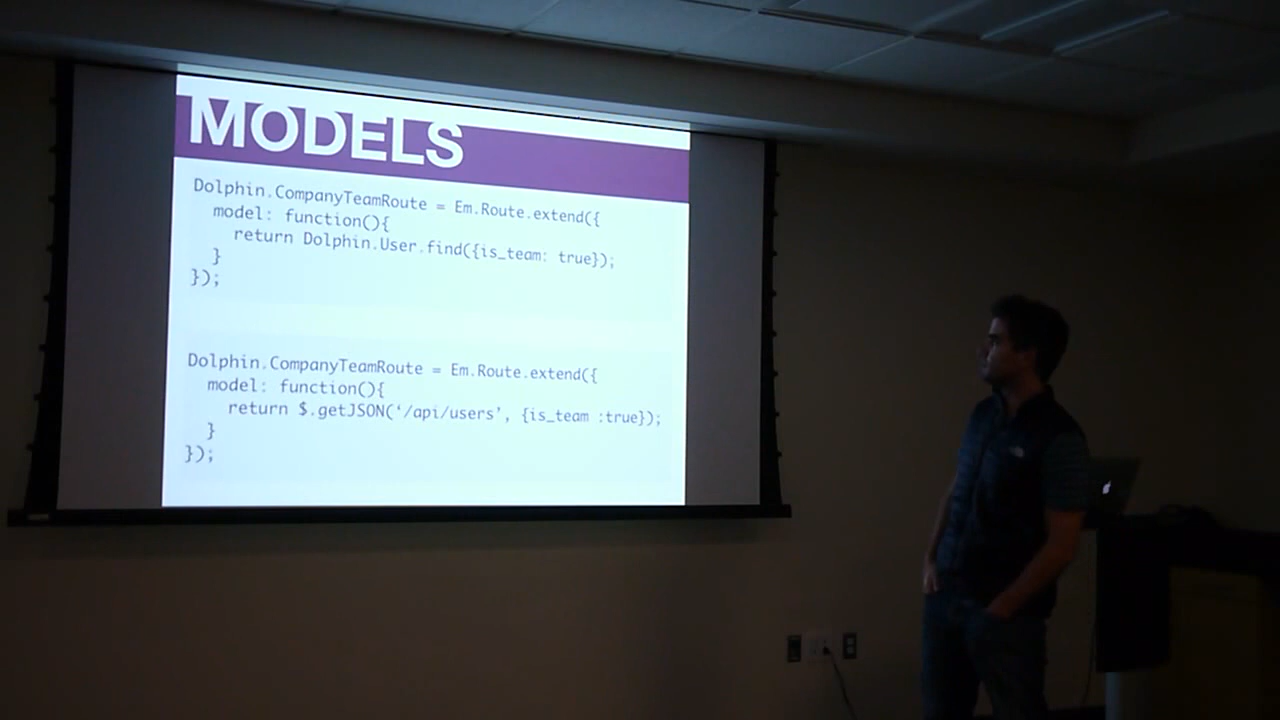 MODELS
Dolphin.CompanyTeamRoute = Em.Route.extend({
model: function(){
return Dolphin.User.find({is_team: true});
}
});
Dolphin.CompanyTeamRoute = Em.Route.extend({
model: function(){
return $.getJSON(‘/api/users’, {is_team :true});
}
});